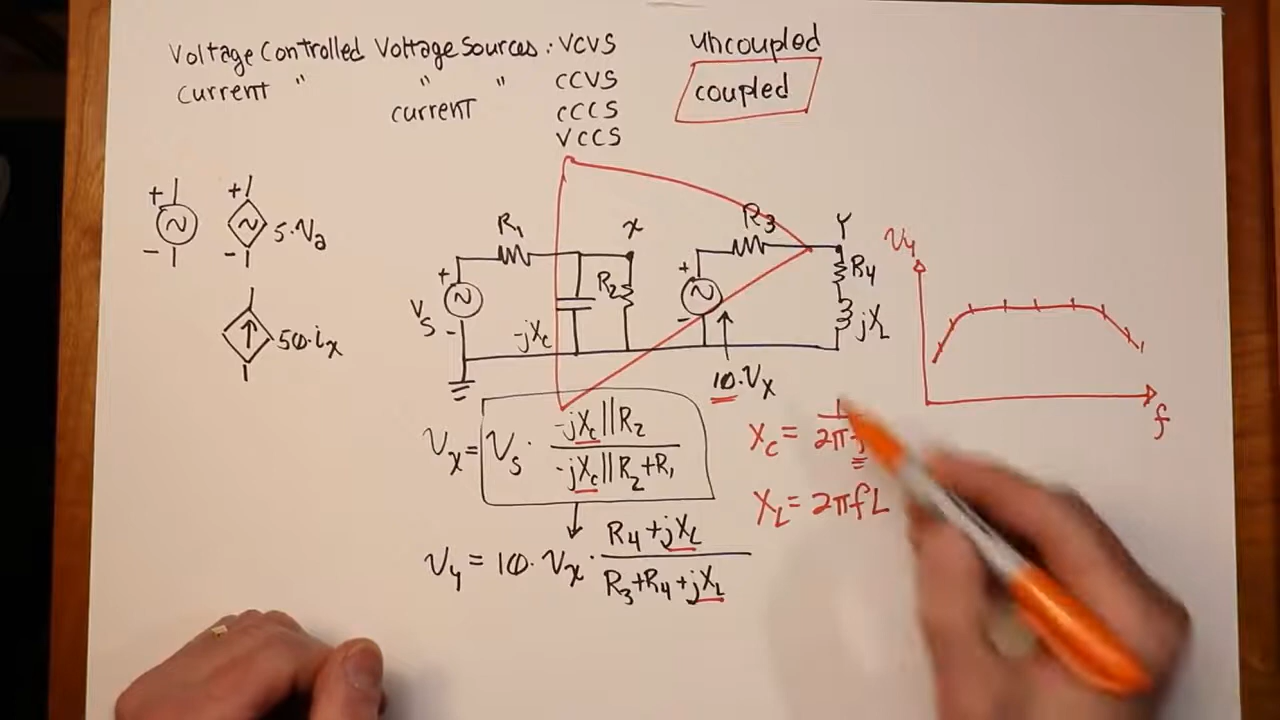 Voltage Controlled Voltage Sources: VCVS
Current " " " CCVS
current CCCS
VCCS
uncoupled
coupled
+ -
+ - 5·Va
50·ix
R1
X
R3
Y
Vs + -
-jXc
R2
+ -
R4
jXL
10·Vx
Vy
f
Vx = Vs · -jXc||R2
-jXc||R2+R1
Vy = 10·Vx · R4+jXL
R3+R4+jXL
Xc = 1
2πf
XL = 2πfL